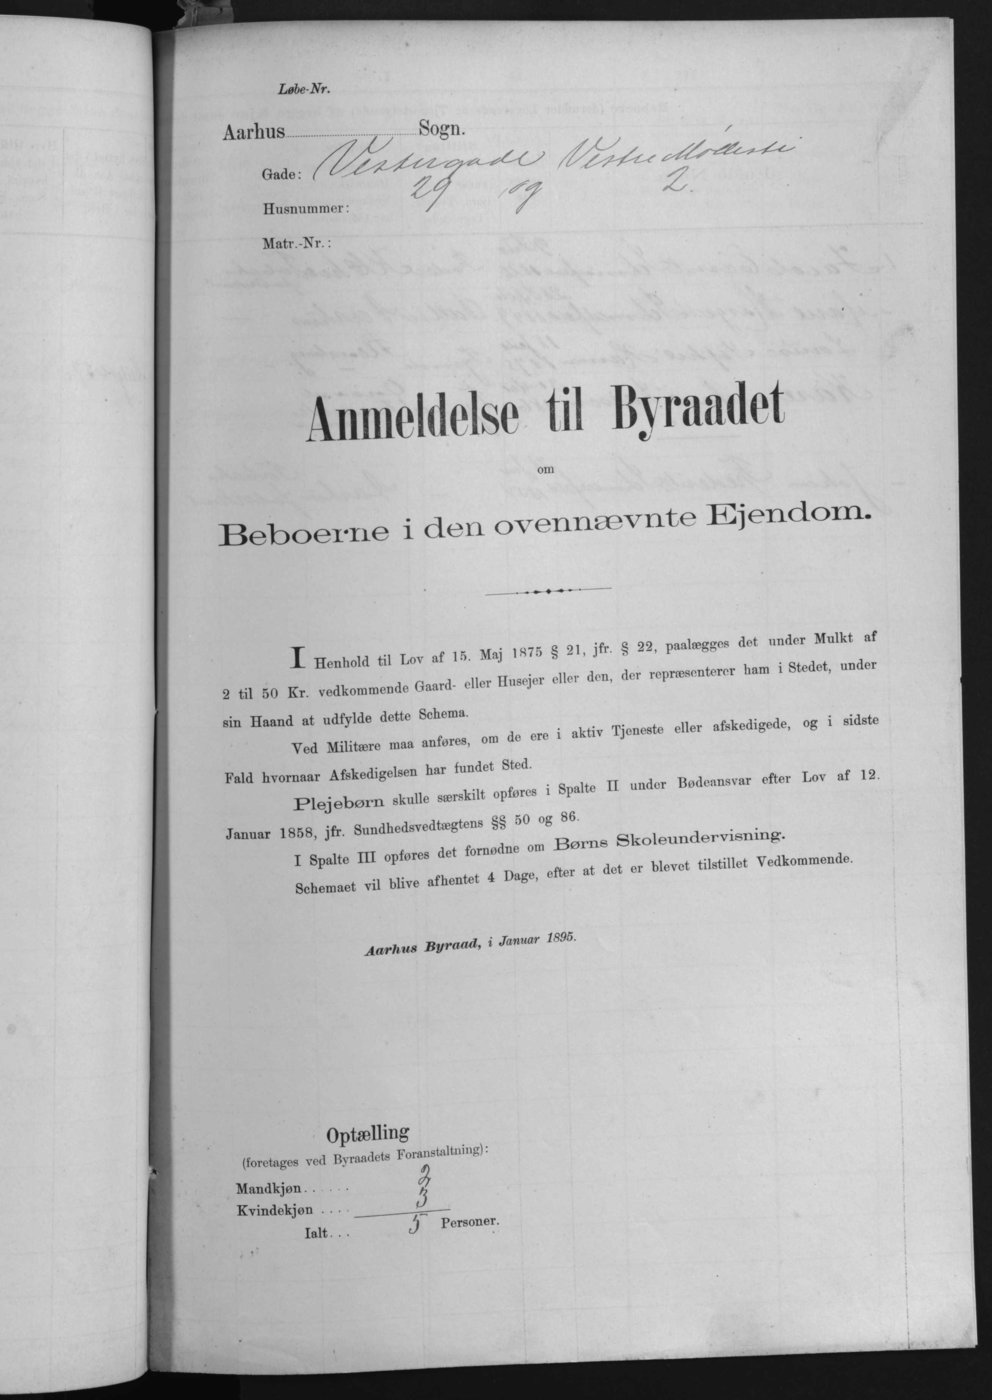 Løbe-Nr.
Aarhus Sogn.
Gade: Vestergade Vestre Møllesti
29 og 2.
Husnummer:
Matr.-Nr.:
Anmeldelse til Byraadet
om
Beboerne i den ovennævnte Ejendom.
I Henhold til Lov af 15. Maj 1875 § 21, jfr. § 22, paalægges det under Mulkt af
2 til 50 Kr. vedkommende Gaard- eller Husejer eller den, der repræsenterer ham i Stedet, under
sin Haand at udfylde dette Schema.
Ved Militære maa anføres, om de ere i aktiv Tjeneste eller afskedigede, og i sidste
Fald hvornaar Afskedigelsen har fundet Sted.
Plejebørn skulle særskilt opføres i Spalte II under Bødeansvar efter Lov af 12.
Januar 1858, jfr. Sundhedsvedtægtens §§ 50 og 86.
I Spalte III opføres det fornødne om Børns Skoleundervisning.
Schemaet vil blive afhentet 4 Dage, efter at det er blevet tilstillet Vedkommende.
Aarhus Byraad, i Januar 1895.
Optælling
(foretages ved Byraadets Foranstaltning):
Mandkjøn...... 2
Kvindekjøn .... 3
Ialt... 5 Personer.